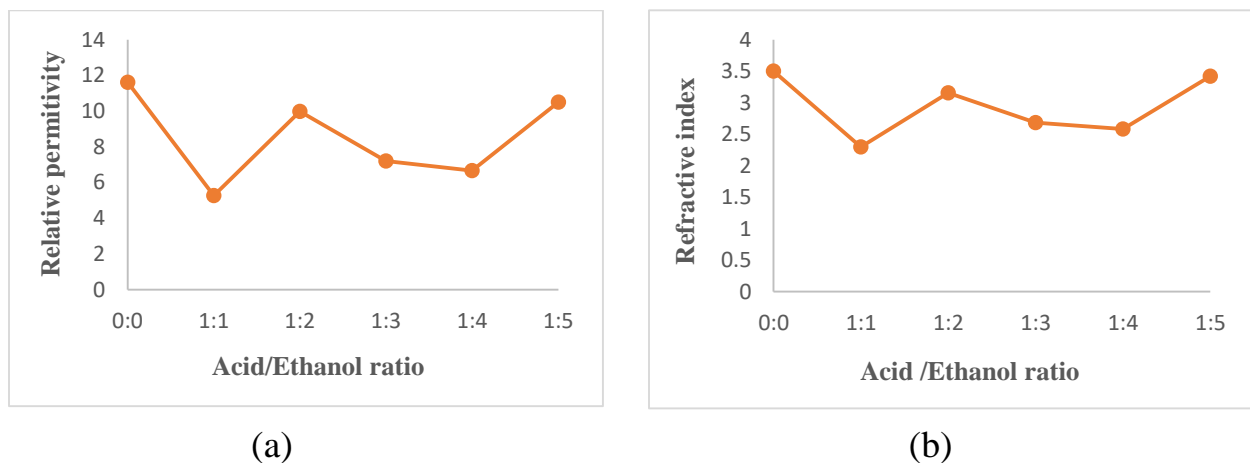 14
12
10
8
6
4
2
0
Relative permitivity
0:0 1:1 1:2 1:3 1:4 1:5
Acid/Ethanol ratio
(a)
4
3.5
3
2.5
2
1.5
1
0.5
0
Refractive index
0:0 1:1 1:2 1:3 1:4 1:5
Acid /Ethanol ratio
(b)